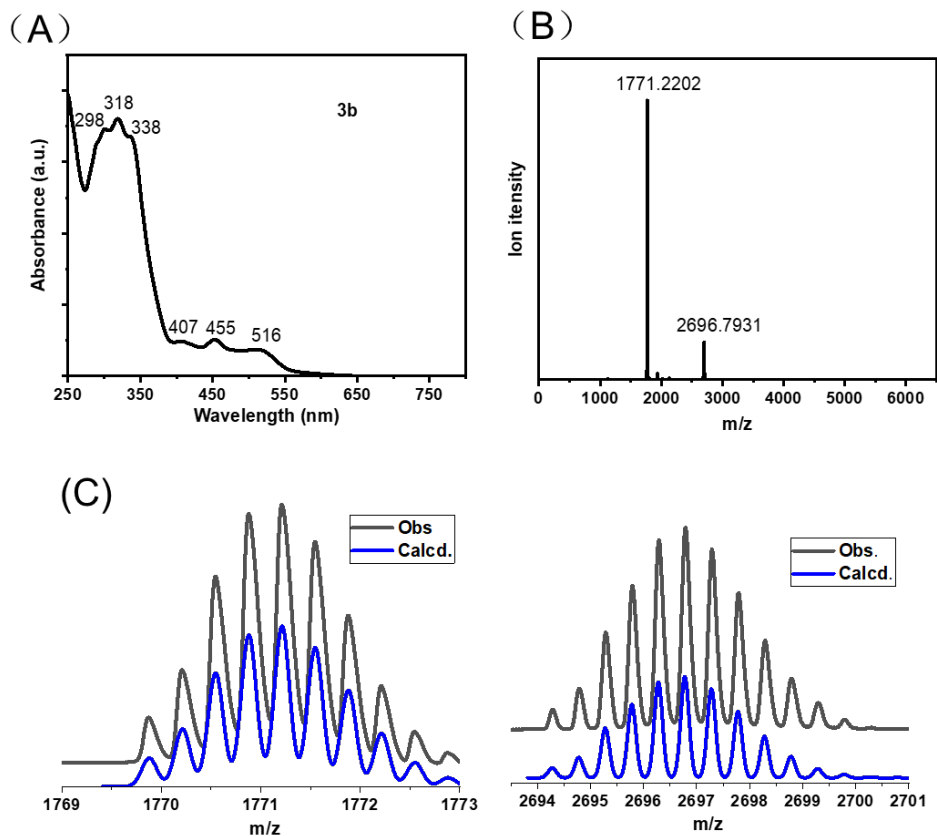 （A）
Absorbance (a.u.)
298
318
338
3b
407
455
516
250 350 450 550 650 750
Wavelength (nm)
（B）
Ion itensity
1771.2202
2696.7931
0 1000 2000 3000 4000 5000 6000
m/z
(C)
Obs
Calcd.
1769 1770 1771 1772 1773
m/z
Obs.
Calcd.
2694 2695 2696 2697 2698 2699 2700 2701
m/z